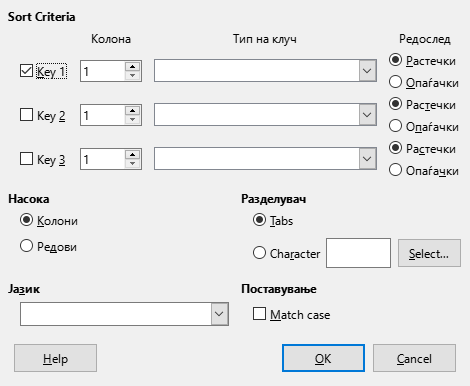 Sort Criteria
Колона Тип на клуч Редослед
Key 1 1 Растечки
Опаѓачки
Key 2 1 Растечки
Опаѓачки
Key 3 1 Растечки
Опаѓачки
Насока Разделувач
Колони Tabs
Редови Character Select...
Јазик Поставување
Match case
Help OK Cancel